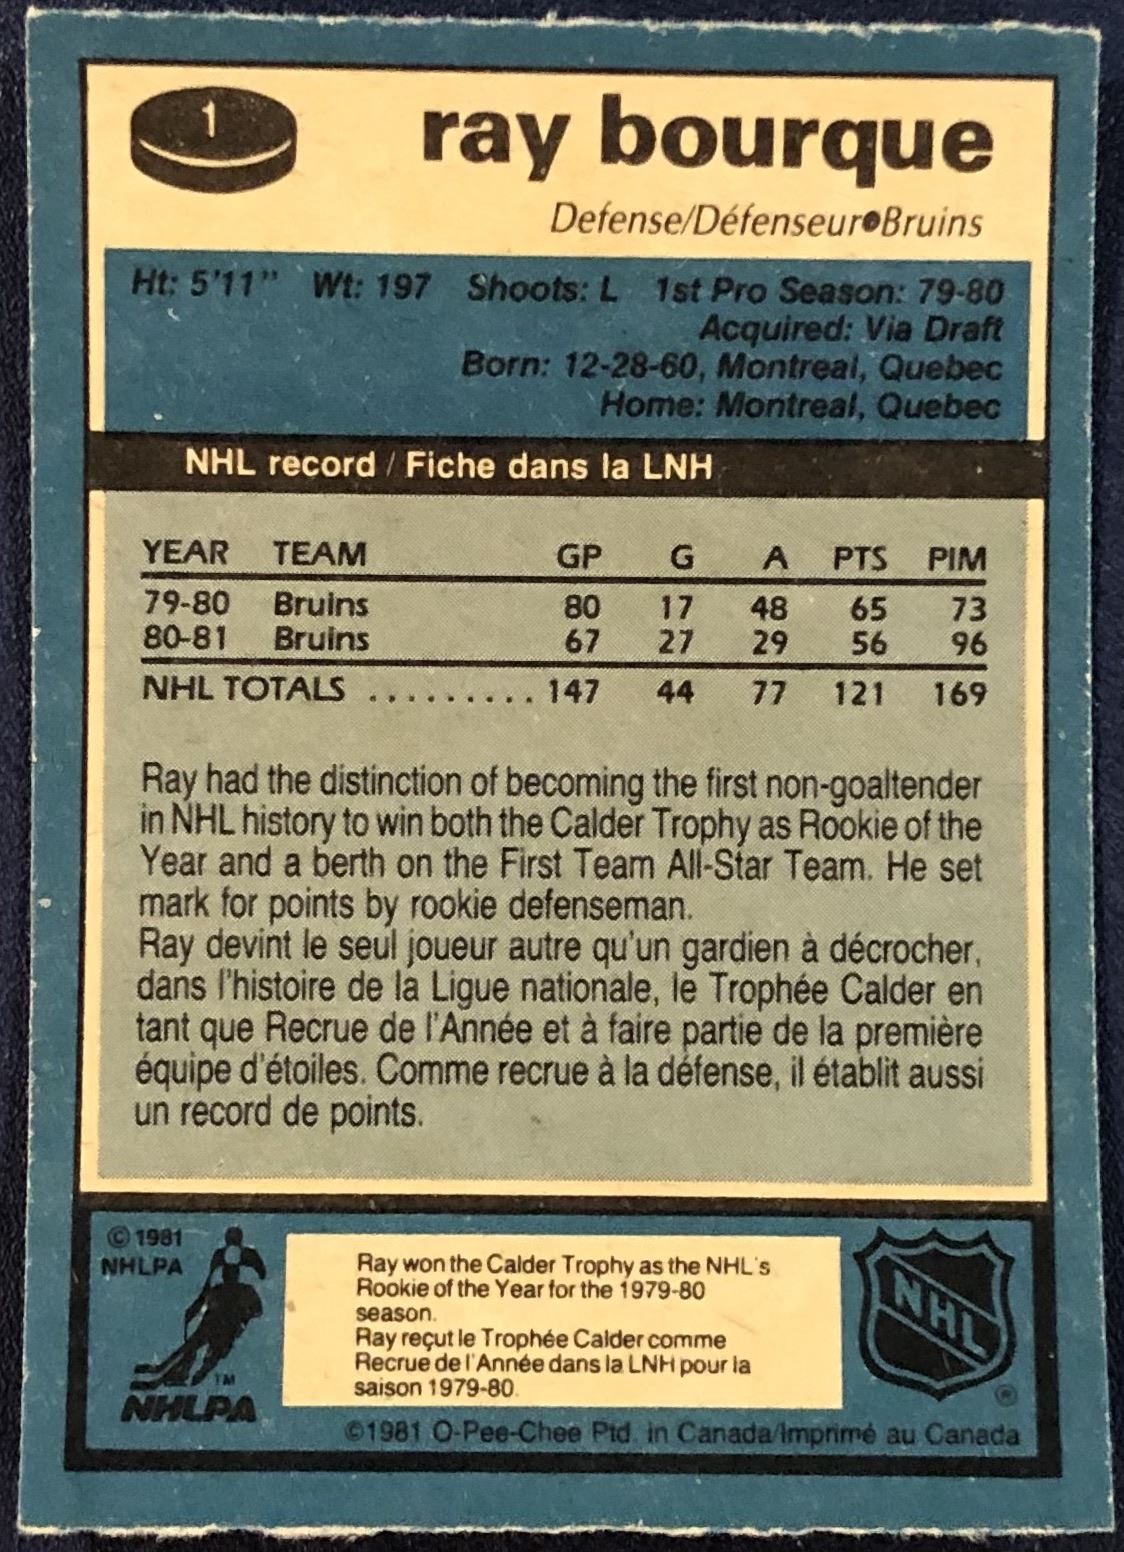 1
ray bourque
Defense/Défenseur●Bruins
Ht: 5'11" Wt: 197 Shoots: L 1st Pro Season: 79-80
Acquired: Via Draft
Born: 12-28-60, Montreal, Quebec
Home: Montreal, Quebec
NHL record / Fiche dans la LNH
YEAR TEAM GP G A PTS PIM
79-80 Bruins 80 17 48 65 73
80-81 Bruins 67 27 29 56 96
NHL TOTALS ......... 147 44 77 121 169
Ray had the distinction of becoming the first non-goaltender
in NHL history to win both the Calder Trophy as Rookie of the
Year and a berth on the First Team All-Star Team. He set
mark for points by rookie defenseman.
Ray devint le seul joueur autre qu'un gardien à décrocher,
dans l'histoire de la Ligue nationale, le Trophée Calder en
tant que Recrue de l'Année et à faire partie de la première
équipe d'étoiles. Comme recrue à la défense, il établit aussi
un record de points.
©1981
NHLPA
TM
NHLPA
Ray won the Calder Trophy as the NHL's
Rookie of the Year for the 1979-80
season.
Ray reçut le Trophée Calder comme
Recrue de l'Année dans la LNH pour la
saison 1979-80.
NHL
®
©1981 O-Pee-Chee Ptd. in Canada/Imprimé au Canada